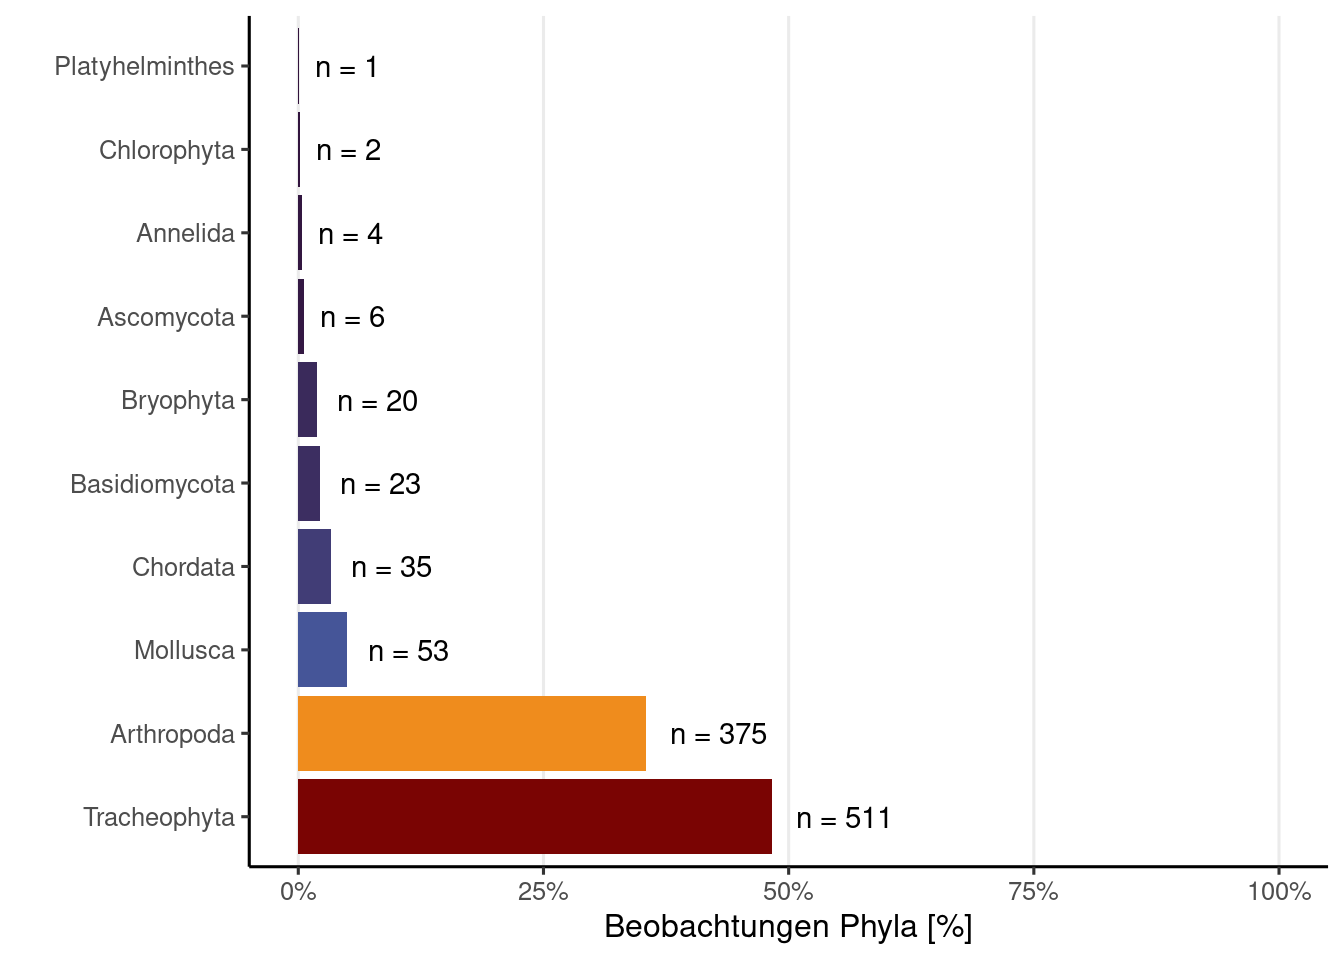 Platyhelminthes n = 1
Chlorophyta n = 2
Annelida n = 4
Ascomycota n = 6
Bryophyta n = 20
Basidiomycota n = 23
Chordata n = 35
Mollusca n = 53
Arthropoda n = 375
Tracheophyta n = 511
0% 25% 50% 75% 100%
Beobachtungen Phyla [%]